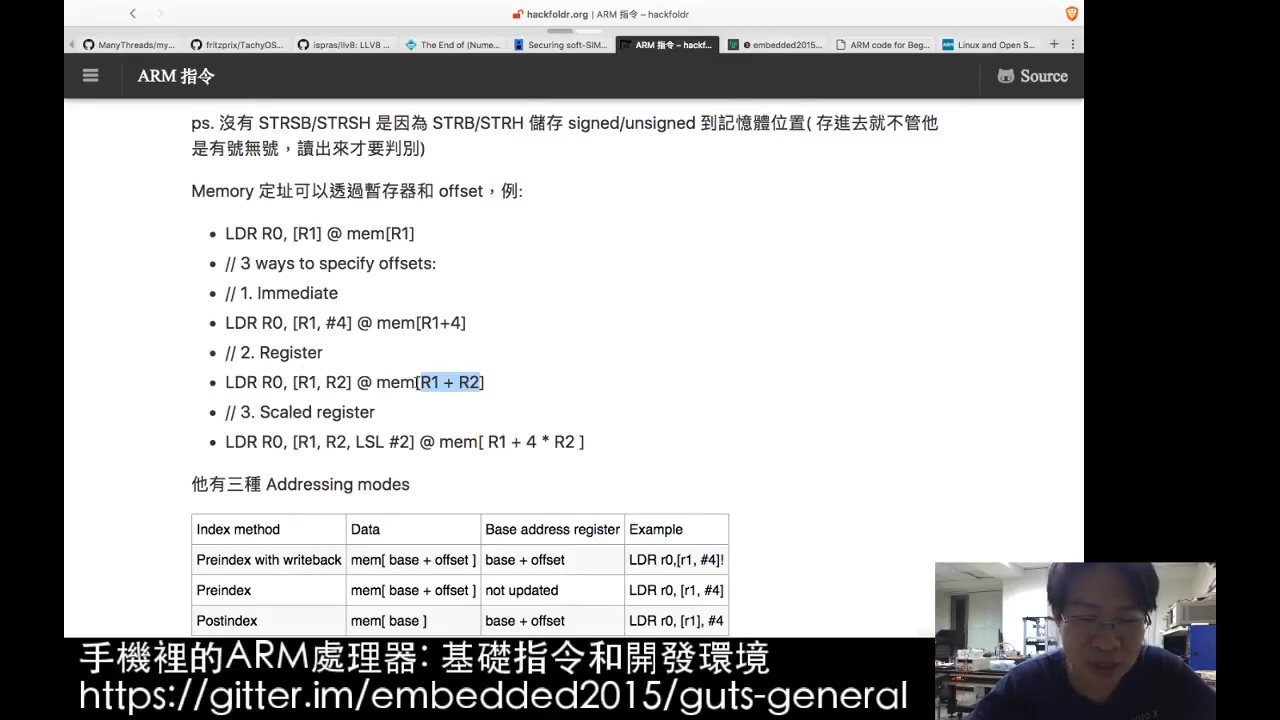 hackfoldr.org | ARM 指令 – hackfoldr
ManyThreads/my...
fritzprix/TachyOS...
ispras/llv8: LLV8 ...
The End of (Nume...
Securing soft-SIM...
ARM 指令 – hackf...
embedded2015...
ARM code for Beg...
Linux and Open S...
ARM 指令
Source
ps. 沒有 STRSB/STRSH 是因為 STRB/STRH 儲存 signed/unsigned 到記憶體位置( 存進去就不管他
是有號無號，讀出來才要判別)
Memory 定址可以透過暫存器和 offset，例:
• LDR R0, [R1] @ mem[R1]
• // 3 ways to specify offsets:
• // 1. Immediate
• LDR R0, [R1, #4] @ mem[R1+4]
• // 2. Register
• LDR R0, [R1, R2] @ mem[R1 + R2]
• // 3. Scaled register
• LDR R0, [R1, R2, LSL #2] @ mem[ R1 + 4 * R2 ]
他有三種 Addressing modes
Index method Data Base address register Example
Preindex with writeback mem[ base + offset ] base + offset LDR r0,[r1, #4]!
Preindex mem[ base + offset ] not updated LDR r0, [r1, #4]
Postindex mem[ base ] base + offset LDR r0, [r1], #4
手機裡的ARM處理器: 基礎指令和開發環境
https://gitter.im/embedded2015/guts-general